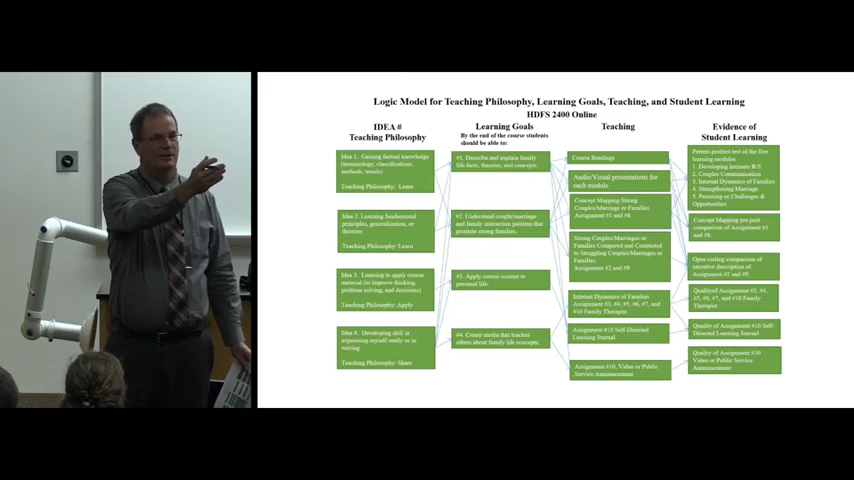 Logic Model for Teaching Philosophy, Learning Goals, Teaching, and Student Learning
HDFS 2400 Online
IDEA #
Teaching Philosophy
Idea 1. Gaining factual knowledge
(terminology, classifications,
methods, trends)
Teaching Philosophy: Learn
Idea 2. Learning fundamental
principles, generalization, or
theories
Teaching Philosophy: Learn
Idea 3. Learning to apply course
material (to improve thinking,
problem solving, and decisions)
Teaching Philosophy: Apply
Idea 8. Developing skill in
expressing myself orally or in
writing
Teaching Philosophy: Share
Learning Goals
By the end of the course students
should be able to:
#1. Describe and explain family
life facts, theories, and concepts.
#2. Understand couple/marriage
and family interaction patterns that
promote strong families.
#3. Apply course content to
personal life.
#4. Create media that teaches
others about family life concepts.
Teaching
Course Readings
Audio/Visual presentations for
each module
Concept Mapping Strong
Couples/Marriage or Families
Assignment #1 and #8
Strong Couples/Marriages or
Families Compared and Contrasted
to Struggling Couples/Marriages or
Families
Assignment #2 and #9
Internal Dynamics of Families
Assignment #3, #4, #5, #6, #7, and
#10 Family Therapist
Assignment #10 Self-Directed
Learning Journal
Assignment #10, Video or Public
Service Announcement
Evidence of
Student Learning
Pretest-posttest test of the five
learning modules
1. Developing Intimate R/S
2. Couples Communication
3. Internal Dynamics of Families
4. Strengthening Marriage
5. Parenting or Challenges &
Opportunities
Concept Mapping pre post
comparison of Assignment #1
and #8.
Open coding comparison of
narrative description of
Assignment #2 and #9.
Quality of Assignment #3, #4,
#5, #6, #7, and #10 Family
Therapist
Quality of Assignment #10 Self-
Directed Learning Journal
Quality of Assignment #10
Video or Public Service
Announcement